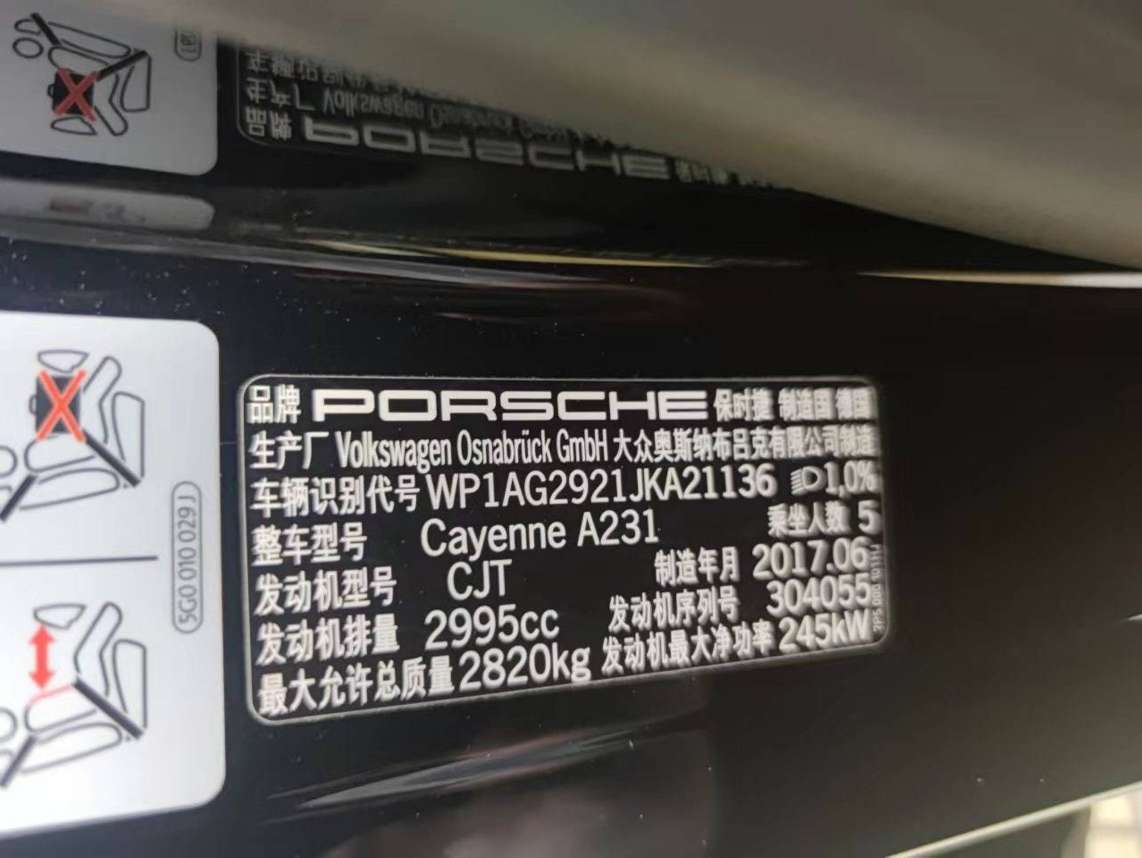 品牌 PORSCHE 保时捷 制造国 德国
生产厂 Volkswagen Osnabrück GmbH 大众奥斯纳布吕克有限公司制造
车辆识别代号 WP1AG2921JKA21136 1,0%
整车型号 Cayenne A231 乘坐人数 5
发动机型号 CJT 制造年月 2017.06
发动机排量 2995cc 发动机序列号 304055
最大允许总质量 2820kg 发动机最大净功率 245kW
5G0 010 029 J